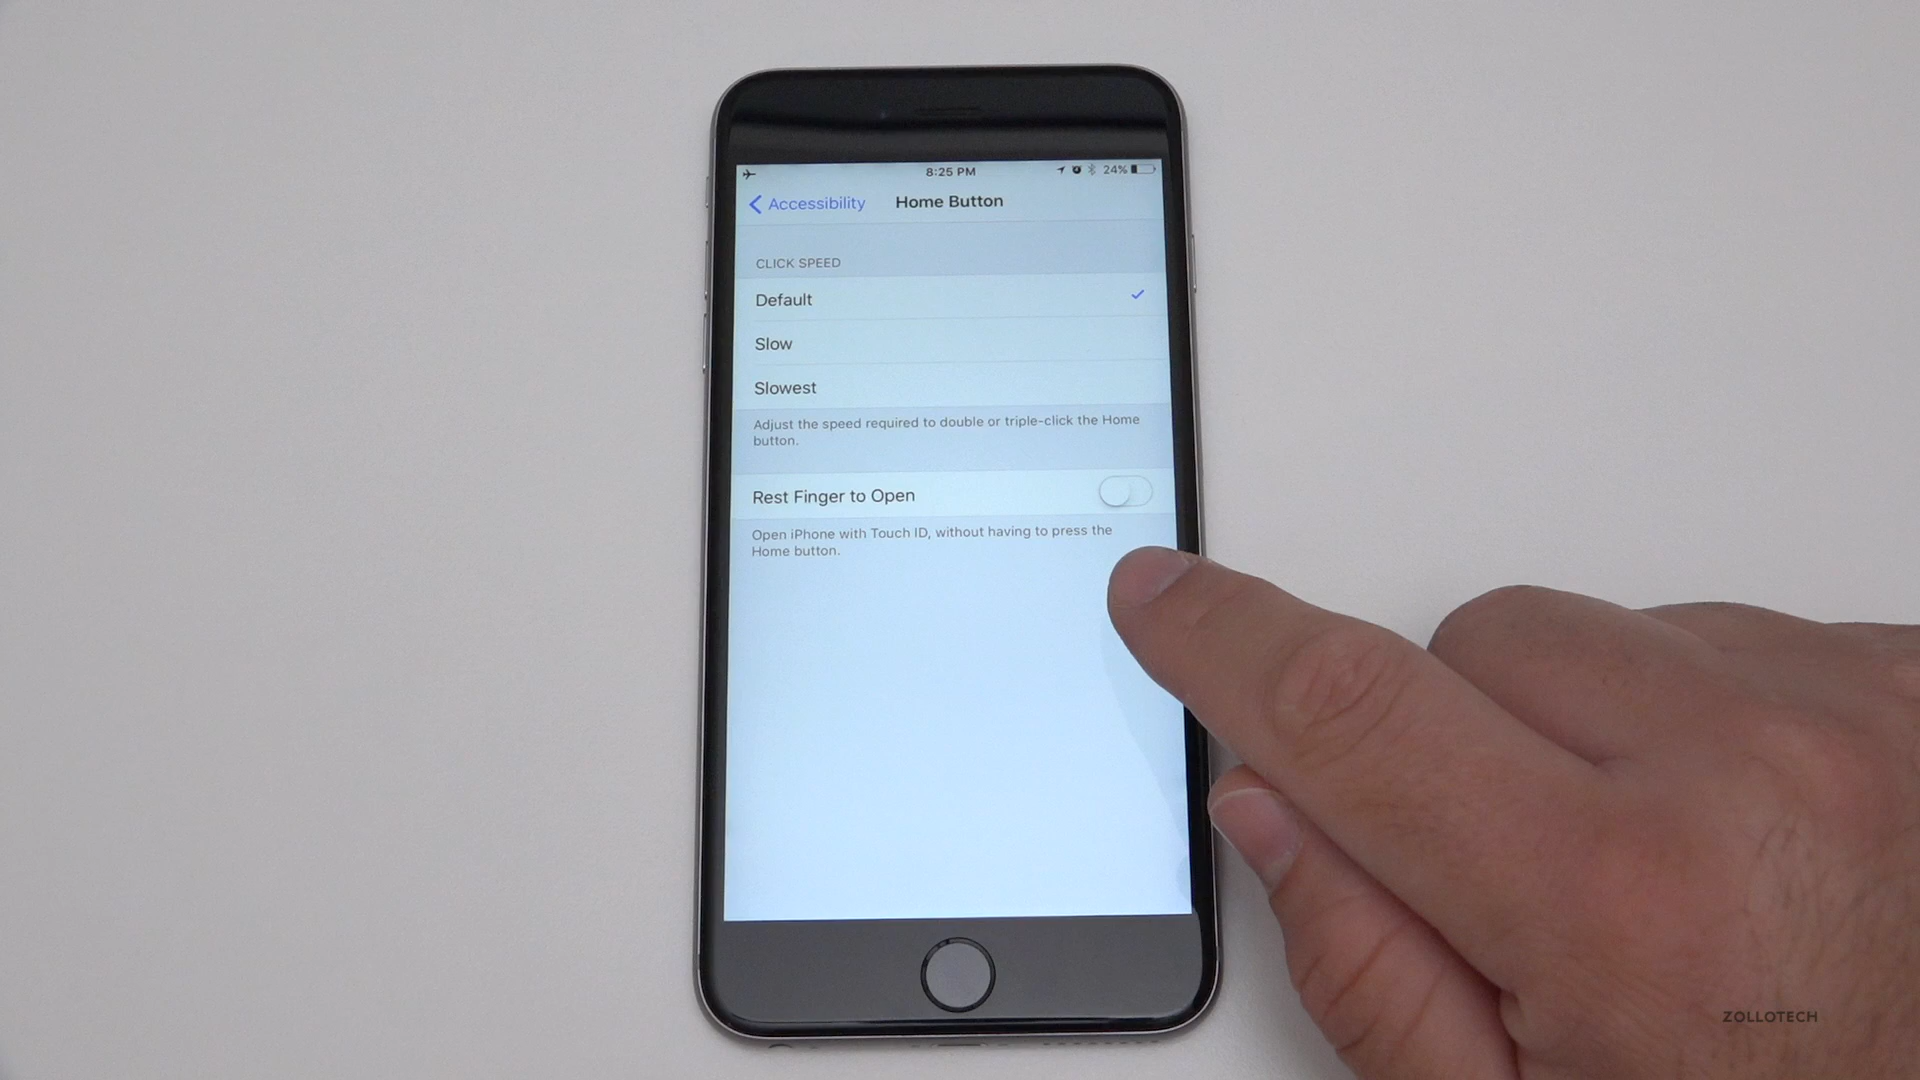 8:25 PM
24%
Accessibility
Home Button
CLICK SPEED
Default
Slow
Slowest
Adjust the speed required to double or triple-click the Home
button.
Rest Finger to Open
Open iPhone with Touch ID, without having to press the
Home button.
ZOLLOTECH